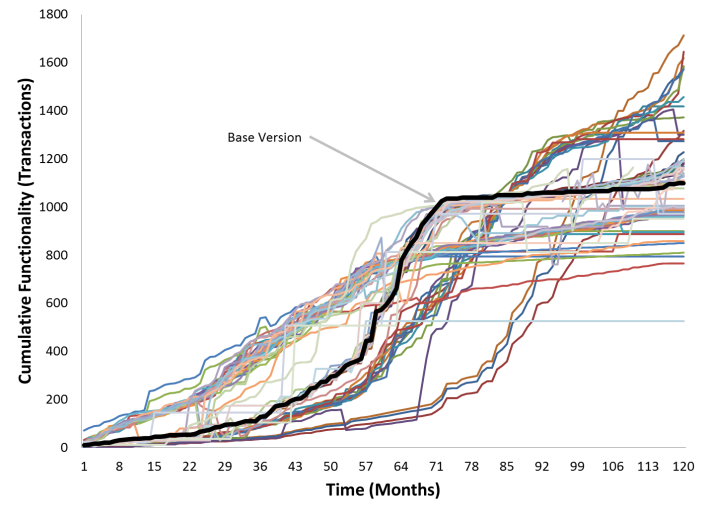 Cumulative Functionality (Transactions)
1800
1600
1400
1200
1000
800
600
400
200
0
Base Version
1 8 15 22 29 36 43 50 57 64 71 78 85 92 99 106 113 120
Time (Months)